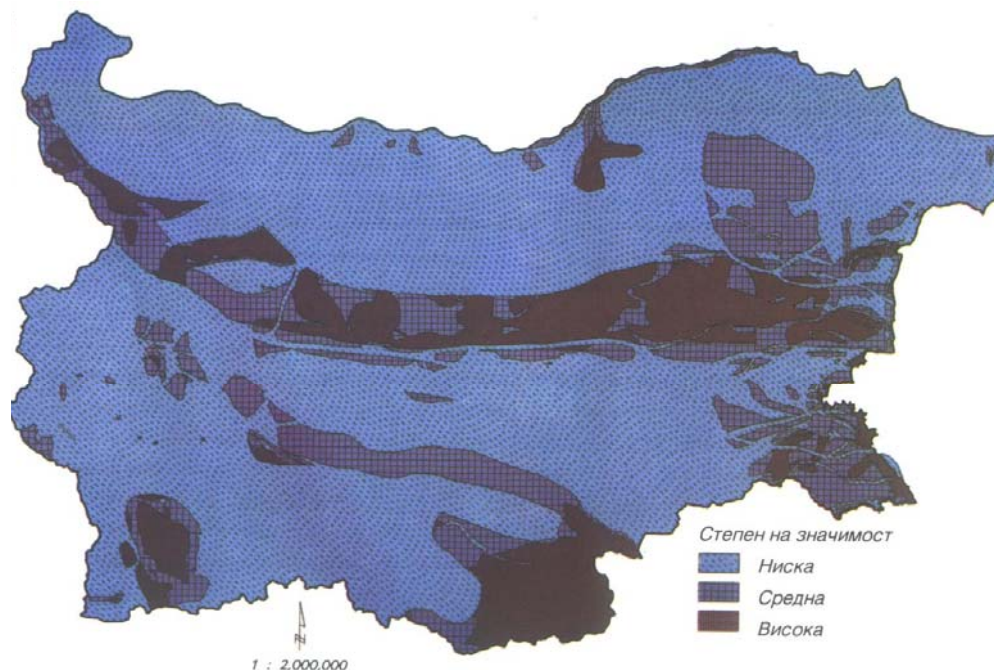 Степен на значимост
Ниска
Средна
Висока
N
1 : 2,000,000